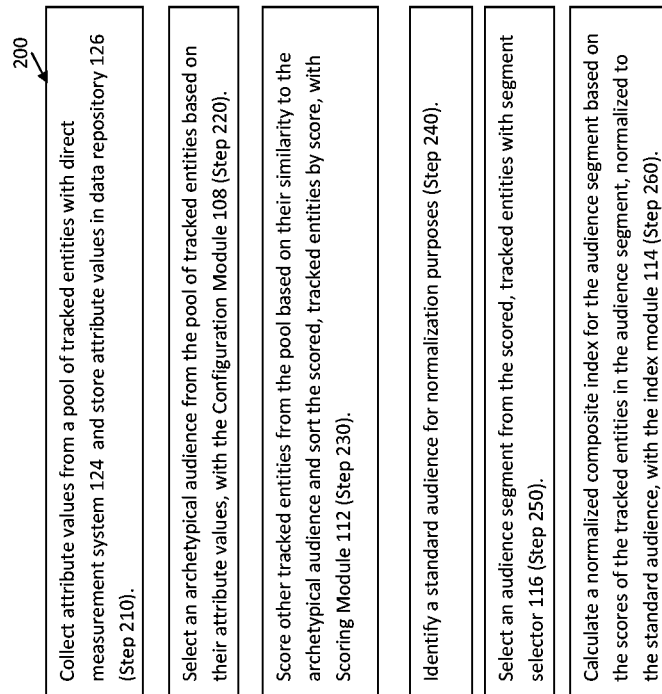 200
Collect attribute values from a pool of tracked entities with direct
measurement system 124 and store attribute values in data repository 126
(Step 210).
Select an archetypical audience from the pool of tracked entities based on
their attribute values, with the Configuration Module 108 (Step 220).
Score other tracked entities from the pool based on their similarity to the
archetypical audience and sort the scored, tracked entities by score, with
Scoring Module 112 (Step 230).
Identify a standard audience for normalization purposes (Step 240).
Select an audience segment from the scored, tracked entities with segment
selector 116 (Step 250).
Calculate a normalized composite index for the audience segment based on
the scores of the tracked entities in the audience segment, normalized to
the standard audience, with the index module 114 (Step 260).